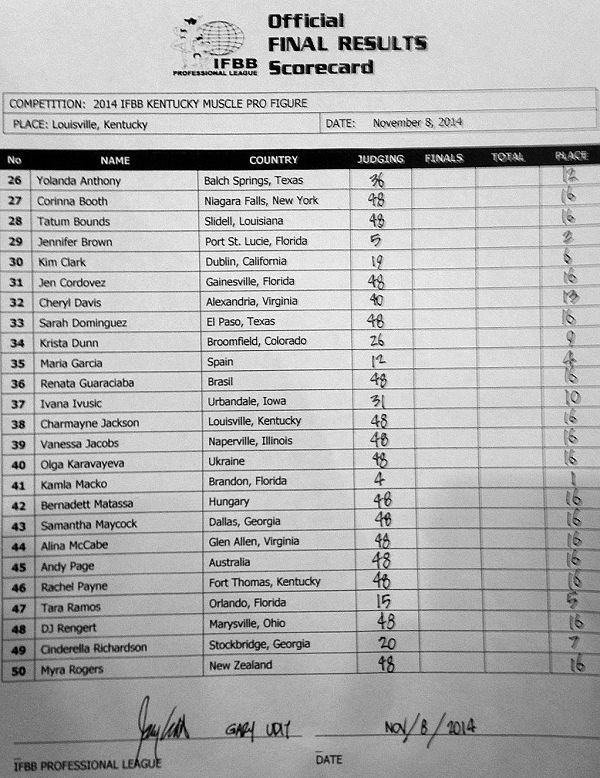 Official
FINAL RESULTS
Scorecard
IFBB
PROFESSIONAL LEAGUE
COMPETITION: 2014 IFBB KENTUCKY MUSCLE PRO FIGURE
PLACE: Louisville, Kentucky DATE: November 8, 2014
No NAME COUNTRY JUDGING FINALS TOTAL PLACE
26 Yolanda Anthony Balch Springs, Texas 36 12
27 Corinna Booth Niagara Falls, New York 48 16
28 Tatum Bounds Slidell, Louisiana 48 16
29 Jennifer Brown Port St. Lucie, Florida 5 2
30 Kim Clark Dublin, California 19 6
31 Jen Cordovez Gainesville, Florida 48 16
32 Cheryl Davis Alexandria, Virginia 40 13
33 Sarah Dominguez El Paso, Texas 48 16
34 Krista Dunn Broomfield, Colorado 26 9
35 Maria Garcia Spain 12 4
36 Renata Guaraciaba Brasil 48 16
37 Ivana Ivusic Urbandale, Iowa 31 10
38 Charmayne Jackson Louisville, Kentucky 48 16
39 Vanessa Jacobs Naperville, Illinois 48 16
40 Olga Karavayeva Ukraine 48 16
41 Kamla Macko Brandon, Florida 4 1
42 Bernadett Matassa Hungary 48 16
43 Samantha Maycock Dallas, Georgia 48 16
44 Alina McCabe Glen Allen, Virginia 48 16
45 Andy Page Australia 48 16
46 Rachel Payne Fort Thomas, Kentucky 48 16
47 Tara Ramos Orlando, Florida 15 5
48 DJ Rengert Marysville, Ohio 48 16
49 Cinderella Richardson Stockbridge, Georgia 20 7
50 Myra Rogers New Zealand 48 16
GARY UDIT NOV/8/2014
IFBB PROFESSIONAL LEAGUE DATE